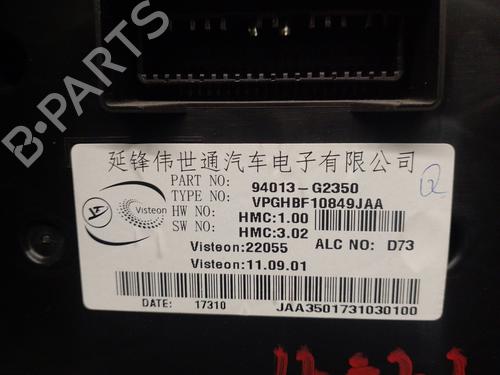 B-PARTS
延锋伟世通汽车电子有限公司
PART NO: 94013-G2350
TYPE NO: VPGHBF10849JAA
HW NO: HMC:1.00
SW NO: HMC:3.02
Visteon
Visteon:22055 ALC NO: D73
Visteon:11.09.01
DATE: 17310
JAA3501731030100